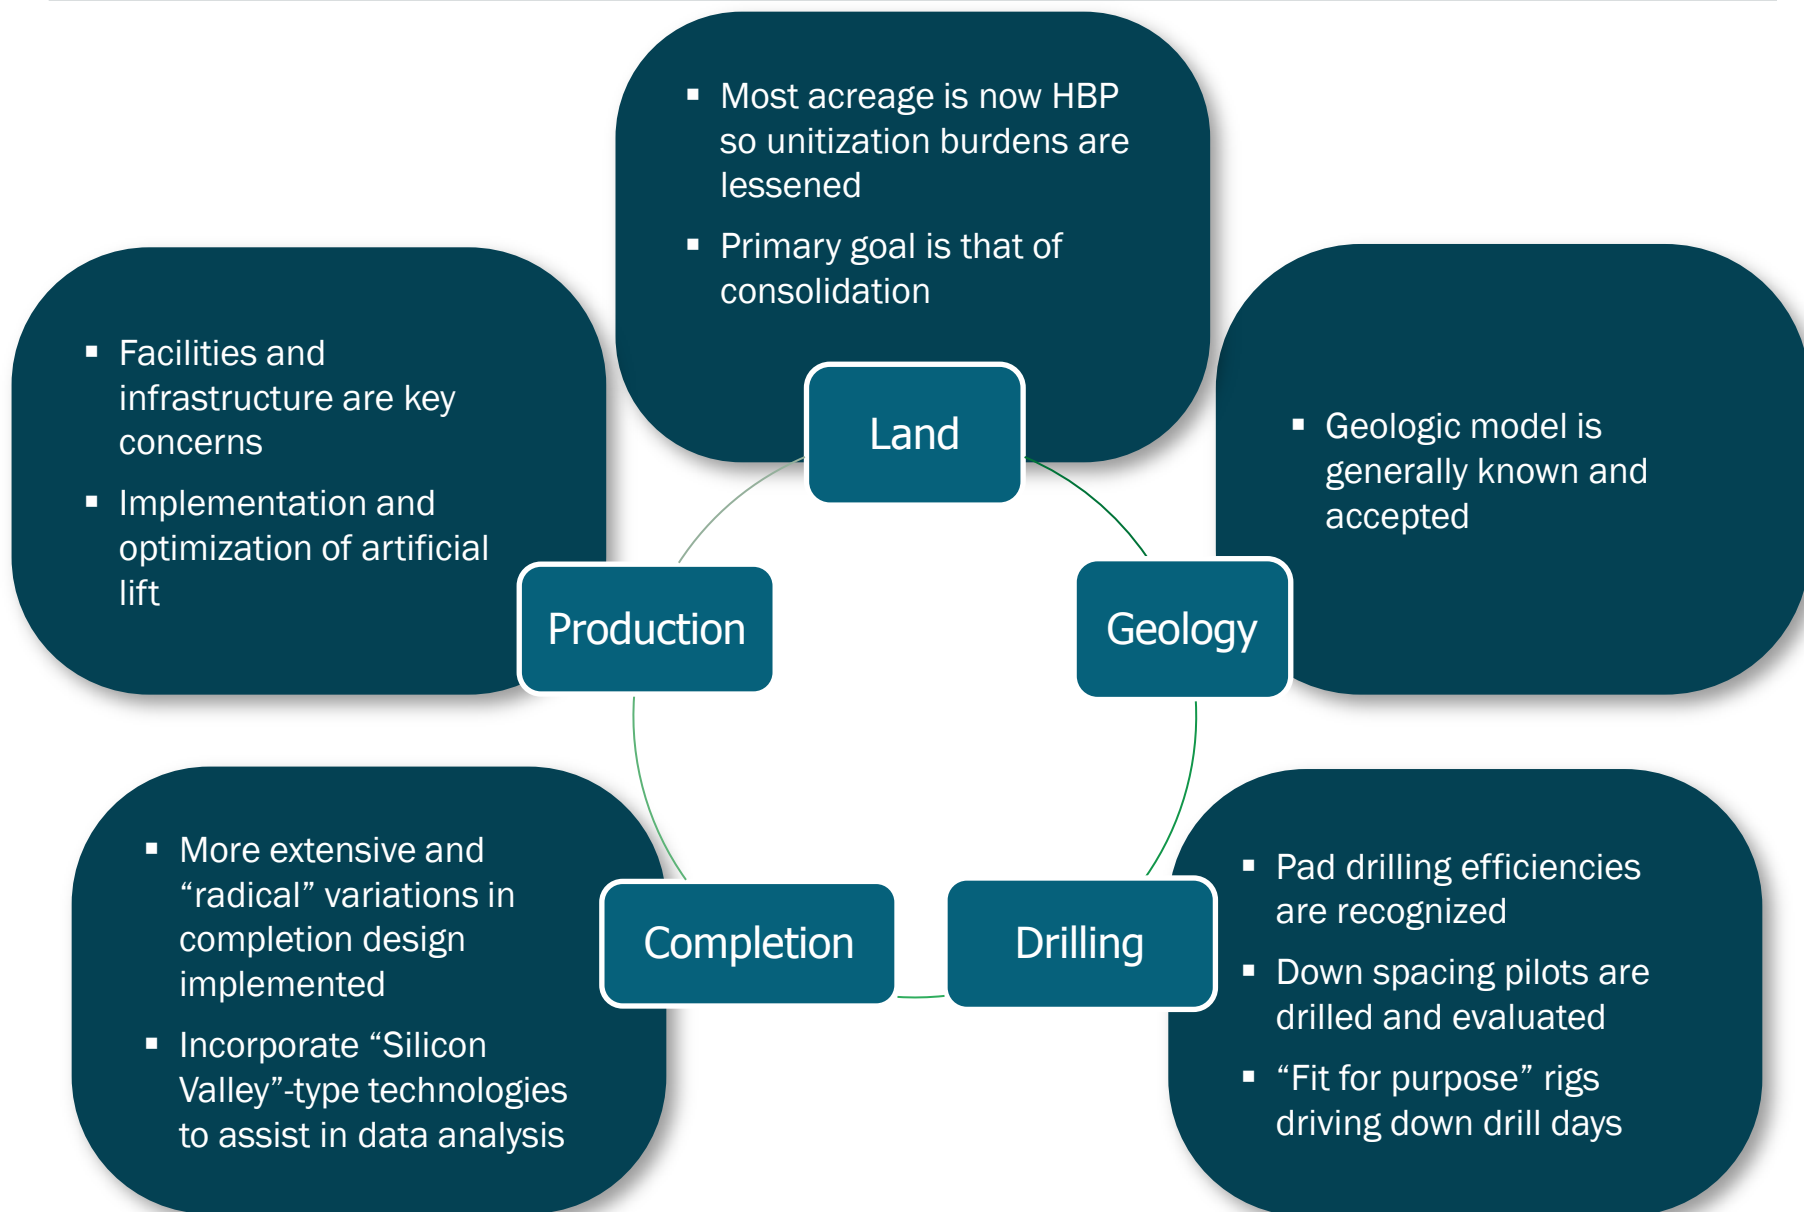 ▪ Most acreage is now HBP
so unitization burdens are
lessened
▪ Primary goal is that of
consolidation
Land
▪ Geologic model is
generally known and
accepted
Geology
▪ Pad drilling efficiencies
are recognized
▪ Down spacing pilots are
drilled and evaluated
▪ “Fit for purpose” rigs
driving down drill days
Drilling
▪ More extensive and
“radical” variations in
completion design
implemented
▪ Incorporate “Silicon
Valley”-type technologies
to assist in data analysis
Completion
▪ Facilities and
infrastructure are key
concerns
▪ Implementation and
optimization of artificial
lift
Production